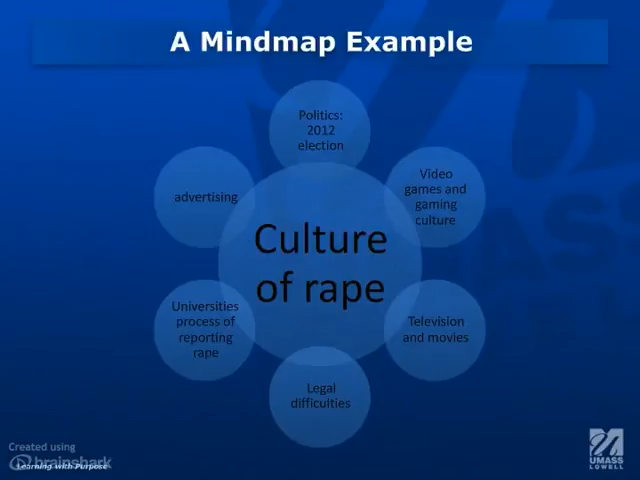 A Mindmap Example
Politics:
2012
election
Video
games and
gaming
culture
advertising
Culture
of rape
Universities
process of
reporting
rape
Television
and movies
Legal
difficulties
Created using
brainshark
Learning with Purpose
UMASS
LOWELL